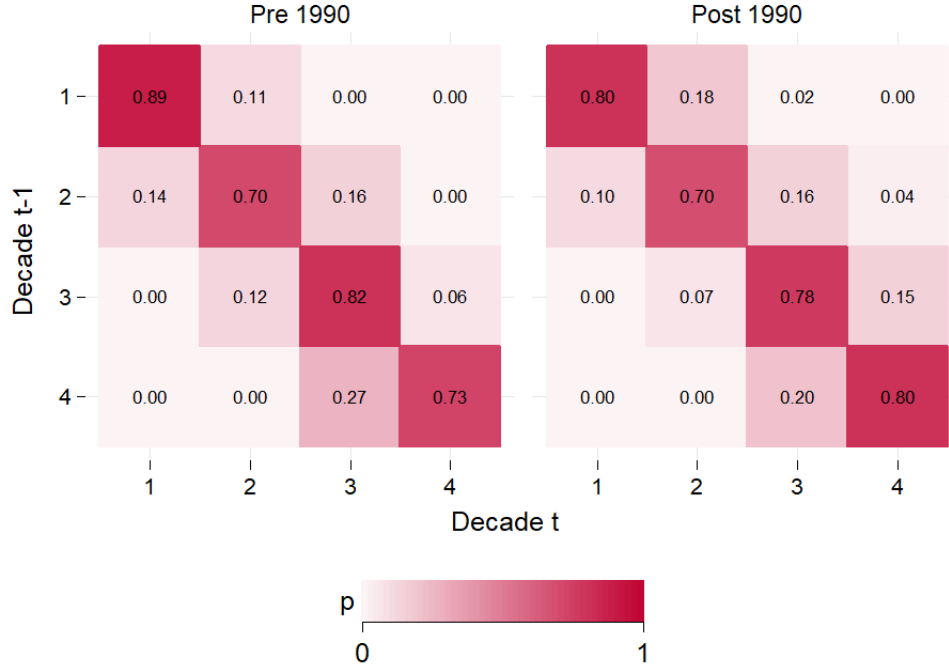 Pre 1990 Post 1990
1 0.89 0.11 0.00 0.00 0.80 0.18 0.02 0.00
2 0.14 0.70 0.16 0.00 0.10 0.70 0.16 0.04
Decade t-1
3 0.00 0.12 0.82 0.06 0.00 0.07 0.78 0.15
4 0.00 0.00 0.27 0.73 0.00 0.00 0.20 0.80
1 2 3 4 1 2 3 4
Decade t
p
0 1